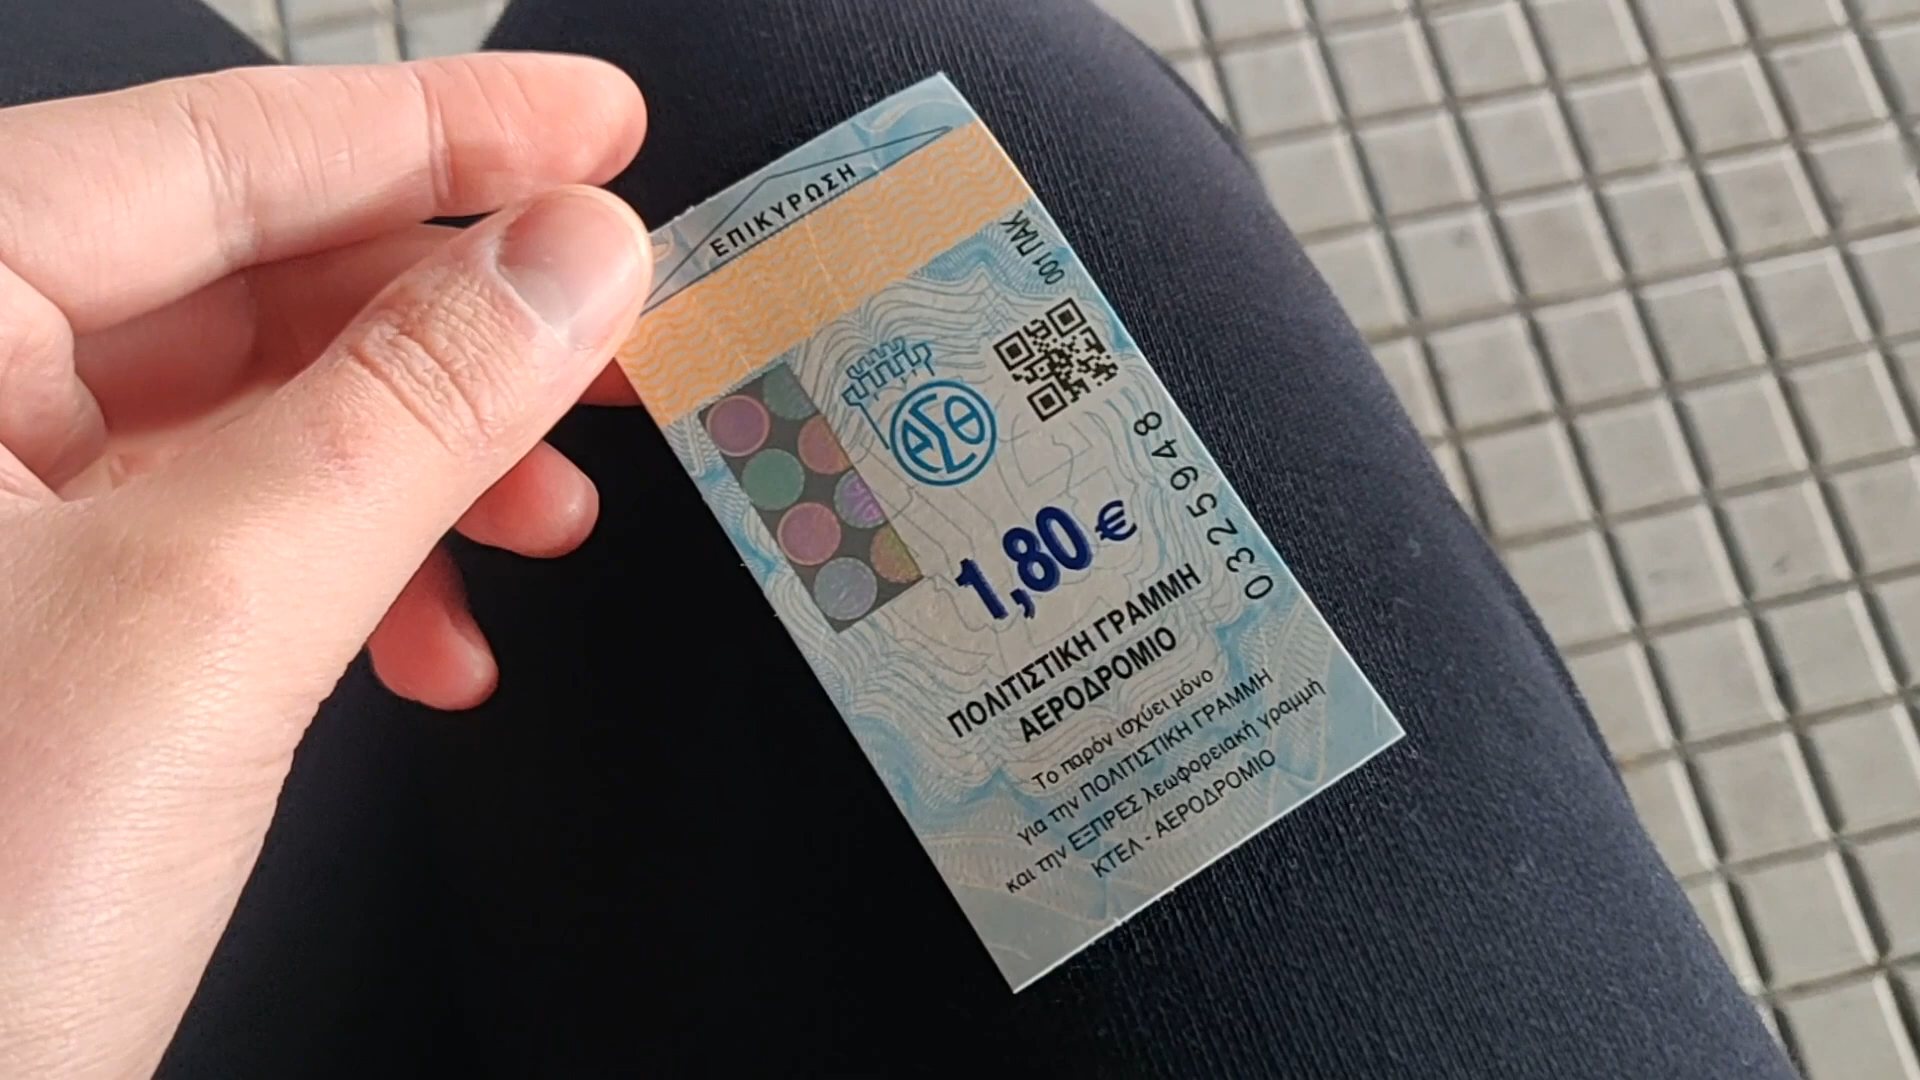 ΕΠΙΚΥΡΩΣΗ
001 ΠΑΚ
ΑΣΘ
03259948
1,80 €
ΠΟΛΙΤΙΣΤΙΚΗ ΓΡΑΜΜΗ
ΑΕΡΟΔΡΟΜΙΟ
Το παρόν ισχύει μόνο
για την ΠΟΛΙΤΙΣΤΙΚΗ ΓΡΑΜΜΗ
και την ΕΞΠΡΕΣ λεωφορειακή γραμμή
ΚΤΕΛ - ΑΕΡΟΔΡΟΜΙΟ